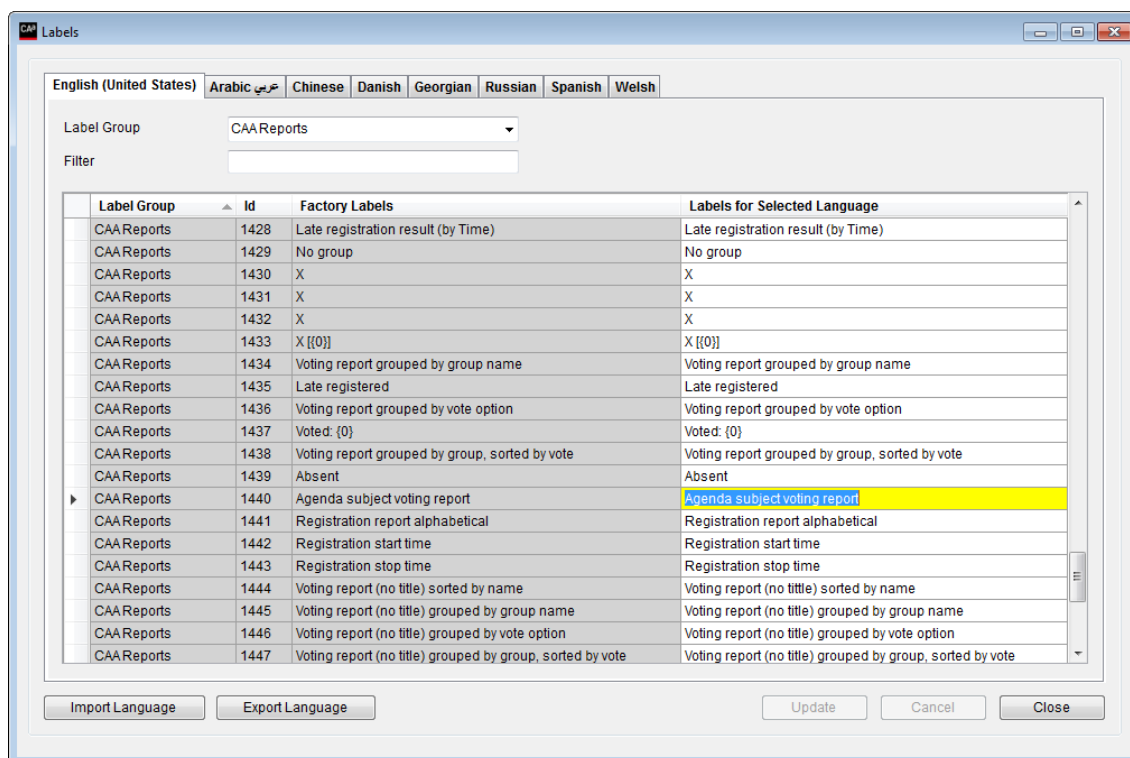 CAA Labels
English (United States) Arabic عربي Chinese Danish Georgian Russian Spanish Welsh
Label Group CAA Reports
Filter
Label Group Id Factory Labels Labels for Selected Language
CAA Reports 1428 Late registration result (by Time) Late registration result (by Time)
CAA Reports 1429 No group No group
CAA Reports 1430 X X
CAA Reports 1431 X X
CAA Reports 1432 X X
CAA Reports 1433 X [{0}] X [{0}]
CAA Reports 1434 Voting report grouped by group name Voting report grouped by group name
CAA Reports 1435 Late registered Late registered
CAA Reports 1436 Voting report grouped by vote option Voting report grouped by vote option
CAA Reports 1437 Voted: {0} Voted: {0}
CAA Reports 1438 Voting report grouped by group, sorted by vote Voting report grouped by group, sorted by vote
CAA Reports 1439 Absent Absent
CAA Reports 1440 Agenda subject voting report Agenda subject voting report
CAA Reports 1441 Registration report alphabetical Registration report alphabetical
CAA Reports 1442 Registration start time Registration start time
CAA Reports 1443 Registration stop time Registration stop time
CAA Reports 1444 Voting report (no title) sorted by name Voting report (no tittle) sorted by name
CAA Reports 1445 Voting report (no title) grouped by group name Voting report (no title) grouped by group name
CAA Reports 1446 Voting report (no title) grouped by vote option Voting report (no title) grouped by vote option
CAA Reports 1447 Voting report (no title) grouped by group, sorted by vote Voting report (no title) grouped by group, sorted by vote
Import Language Export Language Update Cancel Close